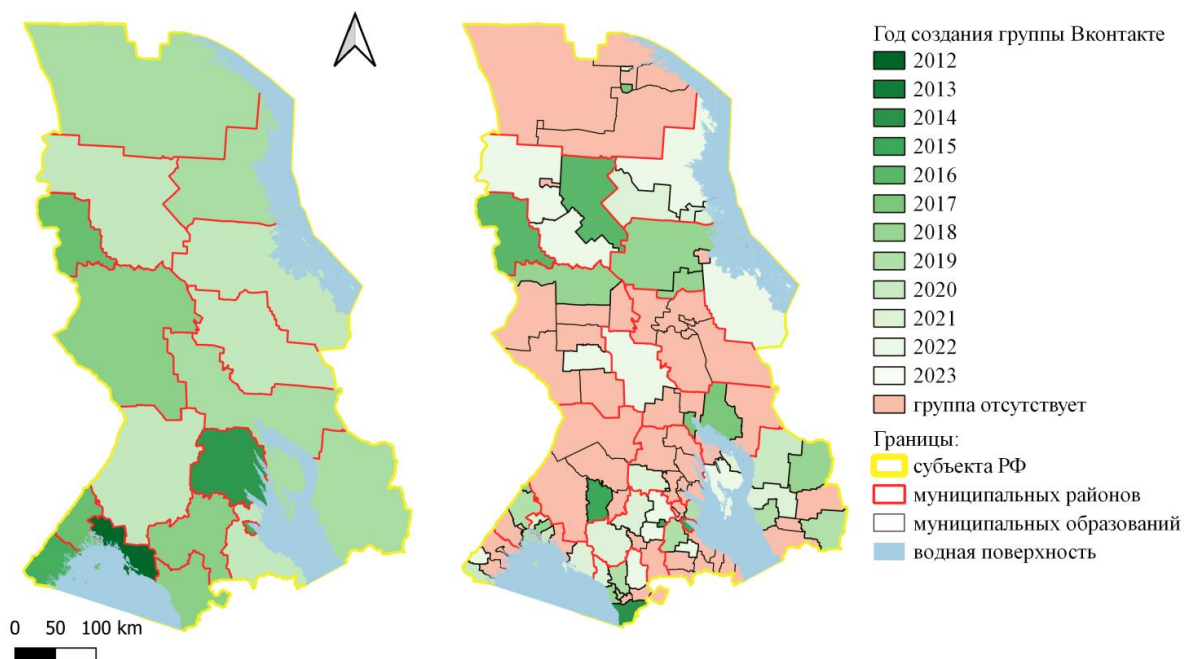 Год создания группы Вконтакте
2012
2013
2014
2015
2016
2017
2018
2019
2020
2021
2022
2023
группа отсутствует
Границы:
субъекта РФ
муниципальных районов
муниципальных образований
водная поверхность
0 50 100 km